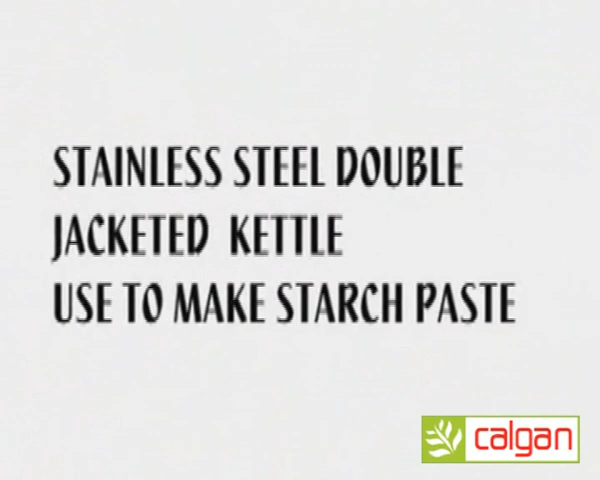 STAINLESS STEEL DOUBLE
JACKETED KETTLE
USE TO MAKE STARCH PASTE
calgan